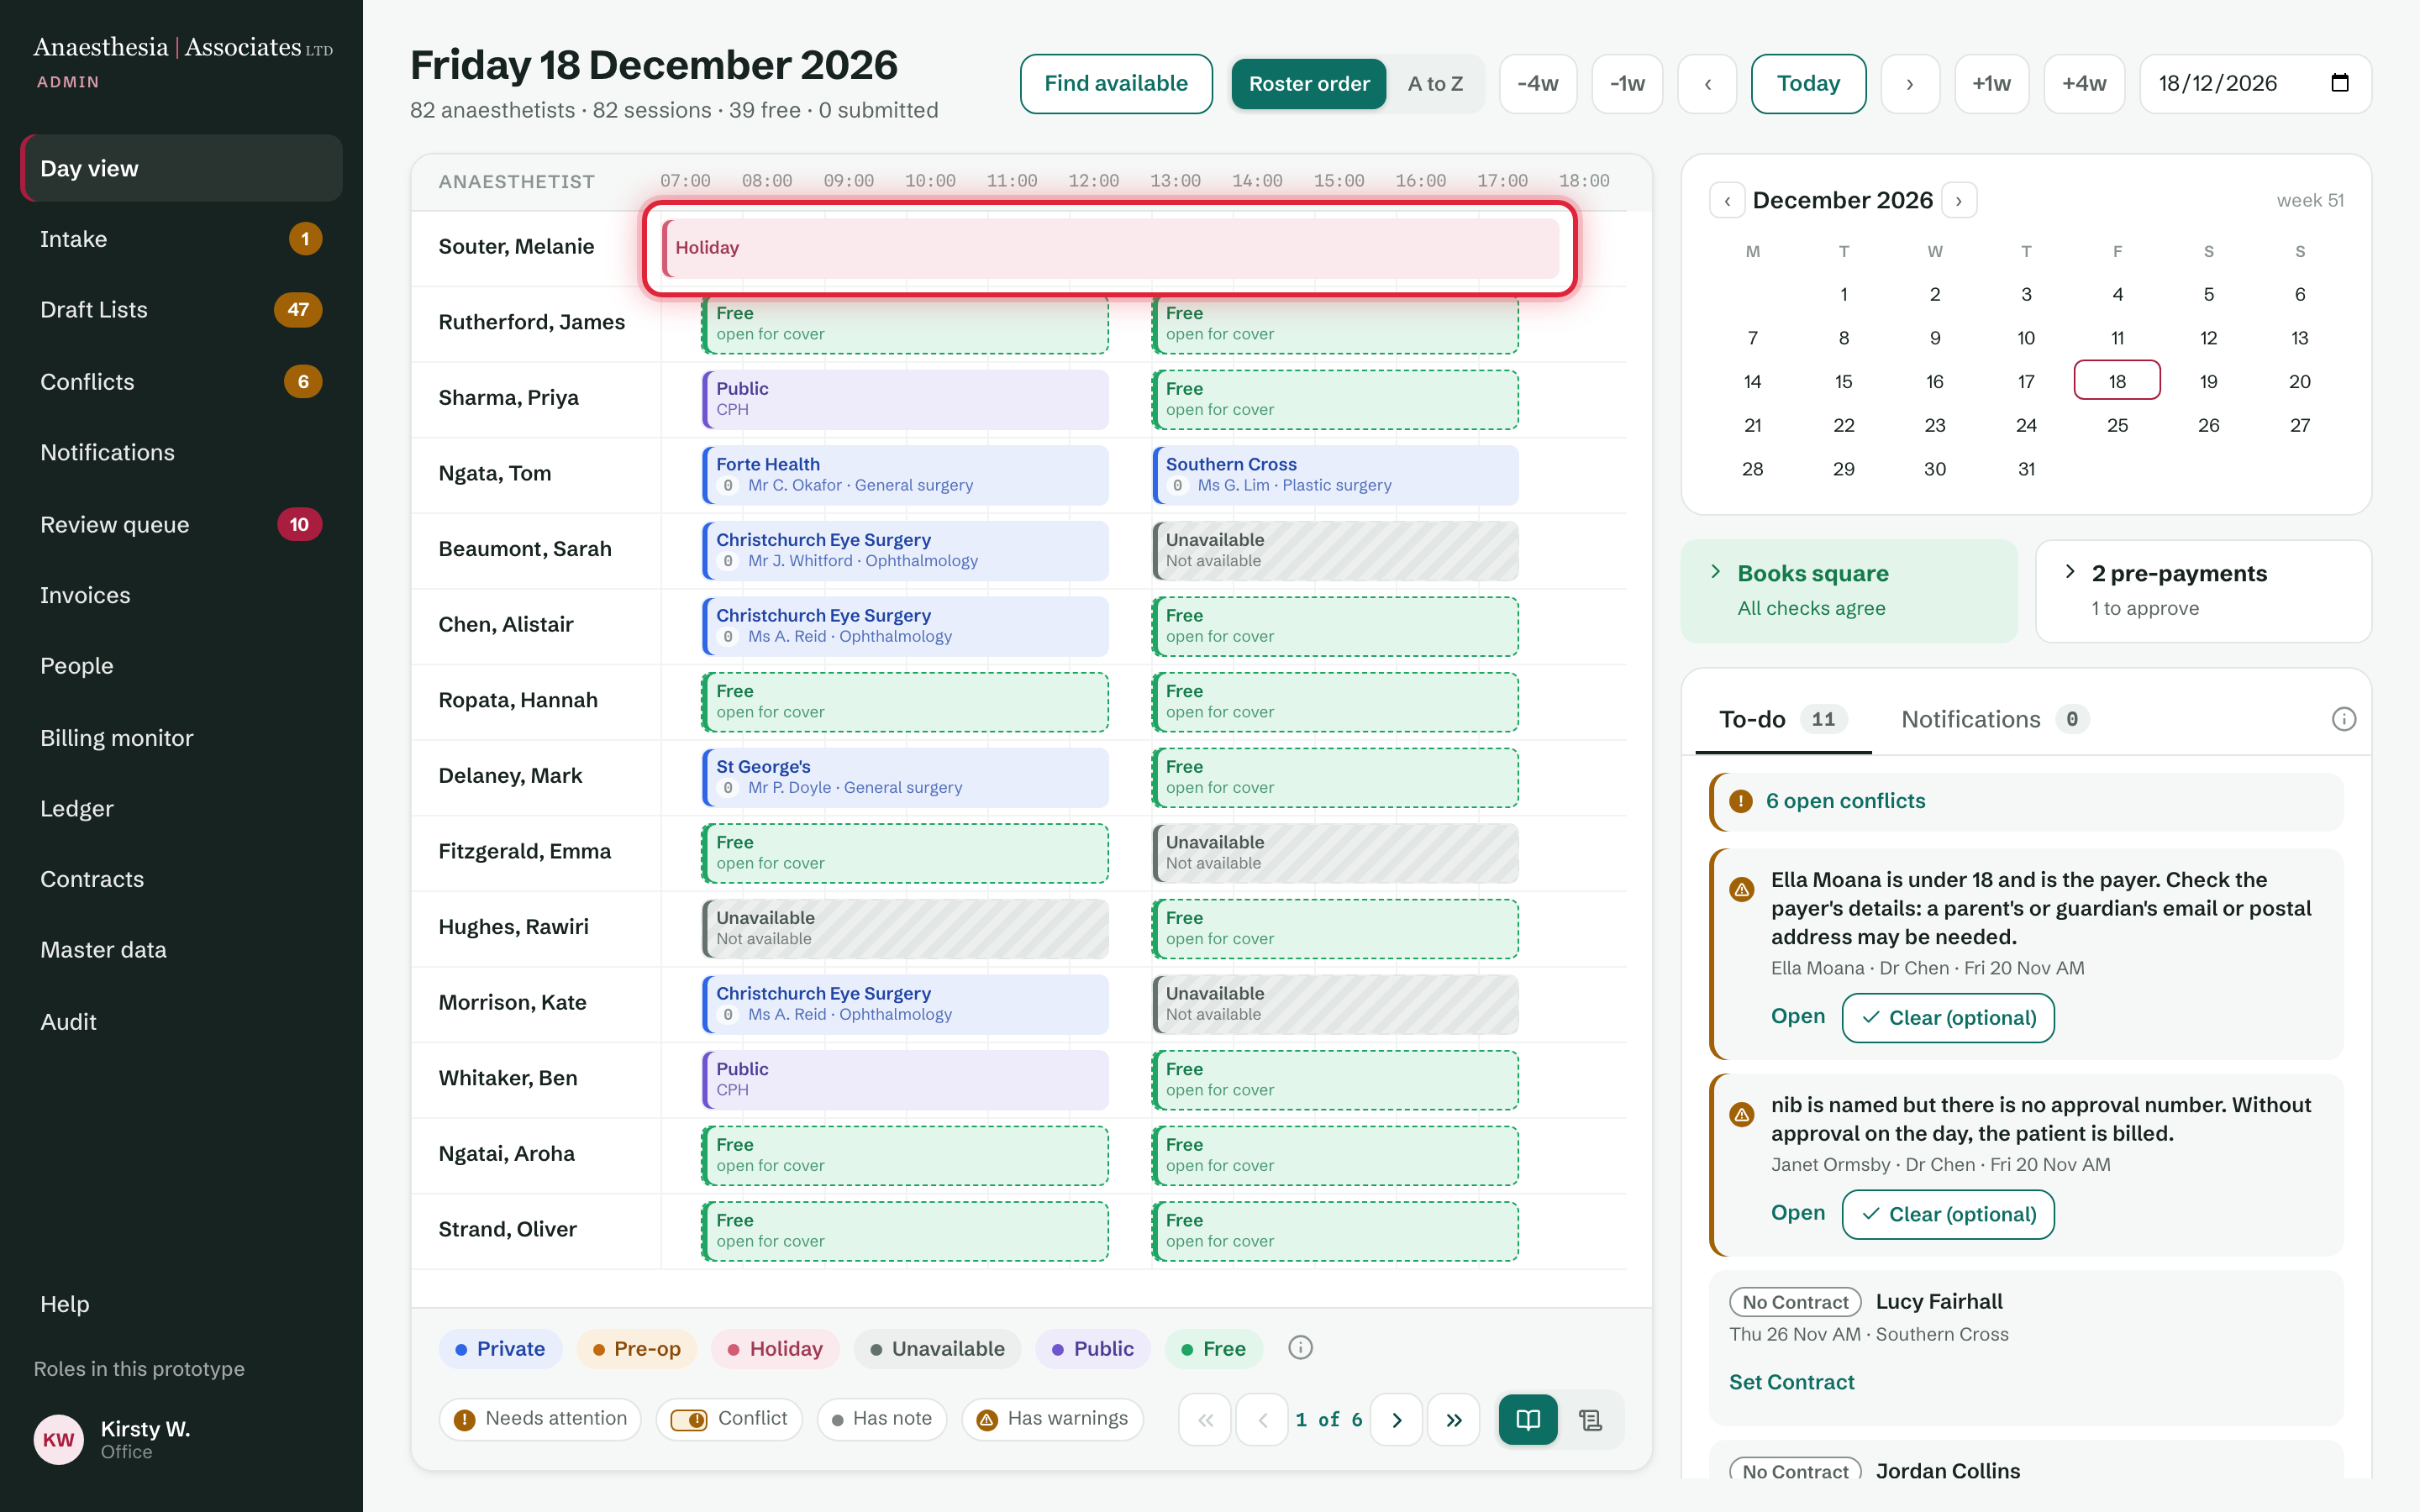 Anaesthesia | Associates LTD
ADMIN
Day view
Intake 1
Draft Lists 47
Conflicts 6
Notifications
Review queue 10
Invoices
People
Billing monitor
Ledger
Contracts
Master data
Audit
Help
Roles in this prototype
KW Kirsty W.
Office
Friday 18 December 2026
82 anaesthetists · 82 sessions · 39 free · 0 submitted
Find available Roster order A to Z -4w -1w ‹ Today › +1w +4w 18/12/2026
ANAESTHETIST 07:00 08:00 09:00 10:00 11:00 12:00 13:00 14:00 15:00 16:00 17:00 18:00
Souter, Melanie Holiday
Rutherford, James
Free
open for cover
Free
open for cover
Sharma, Priya
Public
CPH
Free
open for cover
Ngata, Tom
Forte Health
0 Mr C. Okafor · General surgery
Southern Cross
0 Ms G. Lim · Plastic surgery
Beaumont, Sarah
Christchurch Eye Surgery
0 Mr J. Whitford · Ophthalmology
Unavailable
Not available
Chen, Alistair
Christchurch Eye Surgery
0 Ms A. Reid · Ophthalmology
Free
open for cover
Ropata, Hannah
Free
open for cover
Free
open for cover
Delaney, Mark
St George's
0 Mr P. Doyle · General surgery
Free
open for cover
Fitzgerald, Emma
Free
open for cover
Unavailable
Not available
Hughes, Rawiri
Unavailable
Not available
Free
open for cover
Morrison, Kate
Christchurch Eye Surgery
0 Ms A. Reid · Ophthalmology
Unavailable
Not available
Whitaker, Ben
Public
CPH
Free
open for cover
Ngatai, Aroha
Free
open for cover
Free
open for cover
Strand, Oliver
Free
open for cover
Free
open for cover
Private Pre-op Holiday Unavailable Public Free
Needs attention Conflict Has note Has warnings « ‹ 1 of 6 › »
‹ December 2026 › week 51
M T W T F S S
1 2 3 4 5 6
7 8 9 10 11 12 13
14 15 16 17 18 19 20
21 22 23 24 25 26 27
28 29 30 31
Books square
All checks agree
2 pre-payments
1 to approve
To-do 11 Notifications 0
6 open conflicts
Ella Moana is under 18 and is the payer. Check the
payer's details: a parent's or guardian's email or postal
address may be needed.
Ella Moana · Dr Chen · Fri 20 Nov AM
Open ✓ Clear (optional)
nib is named but there is no approval number. Without
approval on the day, the patient is billed.
Janet Ormsby · Dr Chen · Fri 20 Nov AM
Open ✓ Clear (optional)
No Contract Lucy Fairhall
Thu 26 Nov AM · Southern Cross
Set Contract
No Contract Jordan Collins